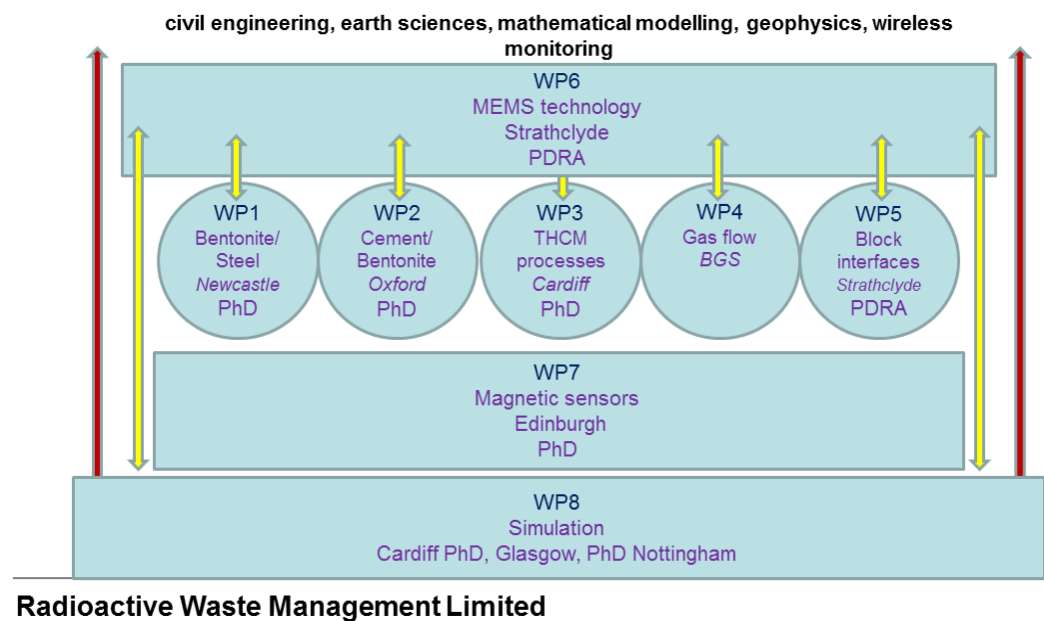 civil engineering, earth sciences, mathematical modelling, geophysics, wireless
monitoring
WP6
MEMS technology
Strathclyde
PDRA
WP1
Bentonite/
Steel
Newcastle
PhD
WP2
Cement/
Bentonite
Oxford
PhD
WP3
THCM
processes
Cardiff
PhD
WP4
Gas flow
BGS
WP5
Block
interfaces
Strathclyde
PDRA
WP7
Magnetic sensors
Edinburgh
PhD
WP8
Simulation
Cardiff PhD, Glasgow, PhD Nottingham
Radioactive Waste Management Limited